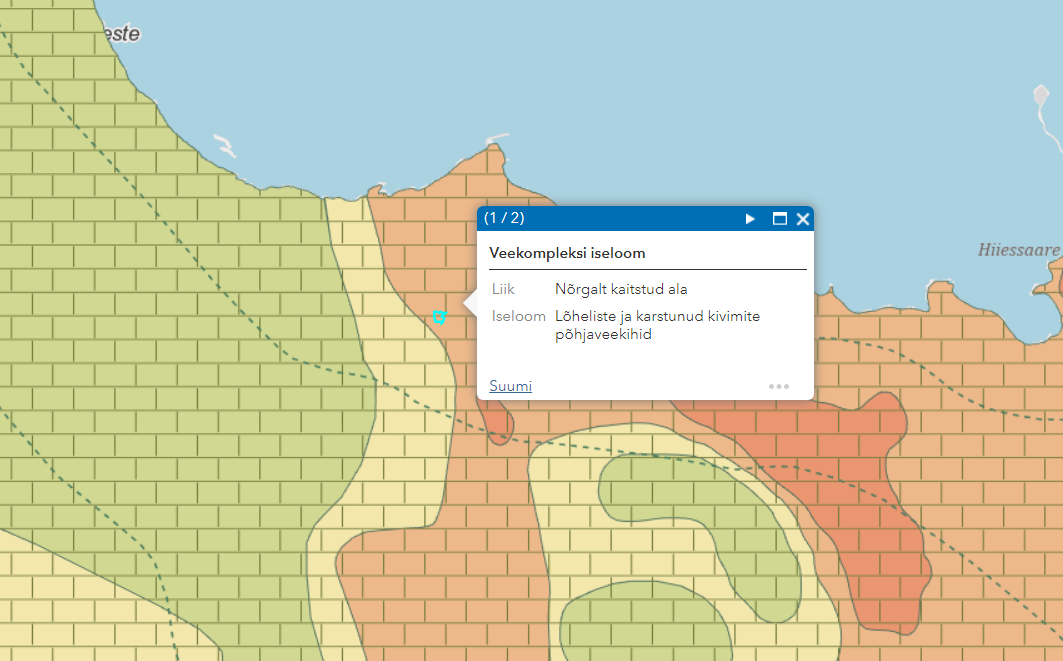 este
(1 / 2)
Veekompleksi iseloom
Liik Nõrgalt kaitstud ala
Iseloom Lõheliste ja karstunud kivimite
põhjaveekihid
Suumi
Hiiessaare